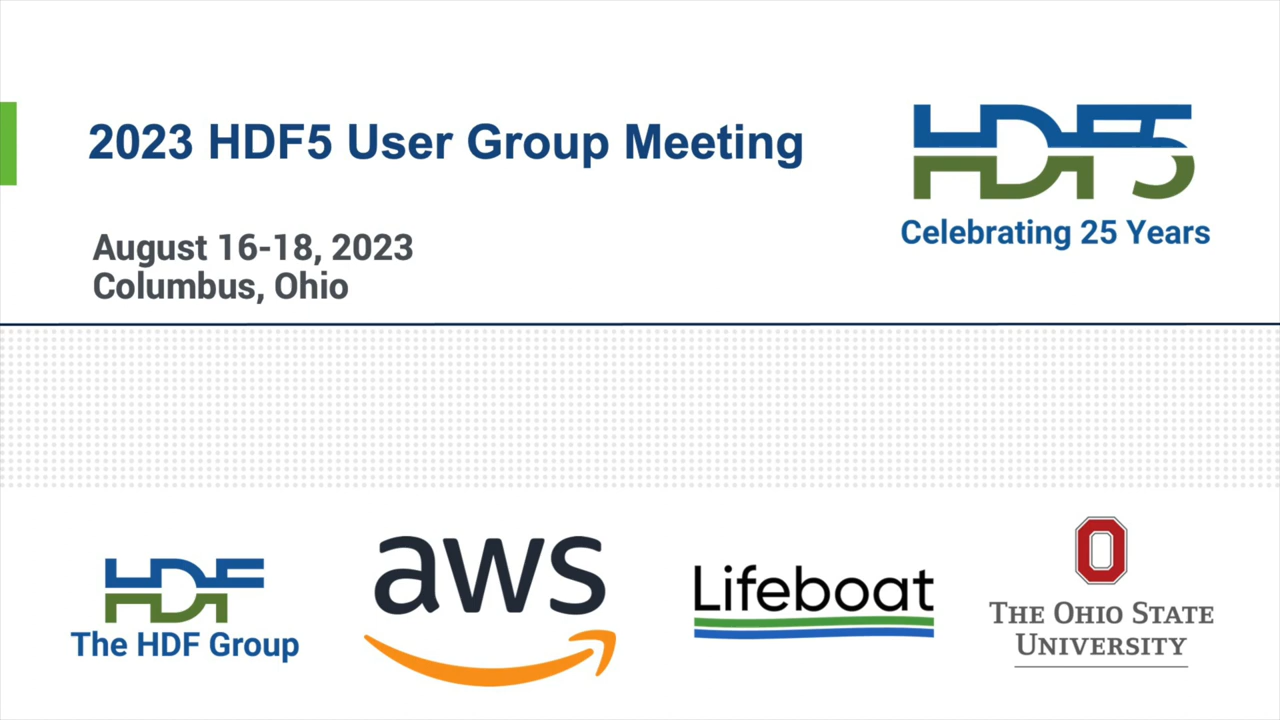 2023 HDF5 User Group Meeting
HDF5
Celebrating 25 Years
August 16-18, 2023
Columbus, Ohio
HDF
The HDF Group
aws
Lifeboat
O
THE OHIO STATE
UNIVERSITY